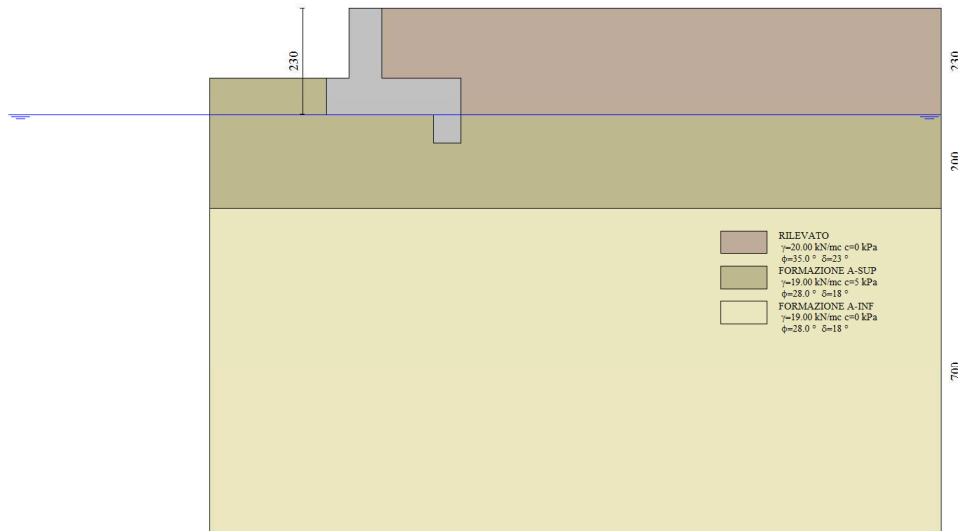 230
230
200
RILEVATO
γ=20.00 kN/mc c=0 kPa
ϕ=35.0 ° δ=23 °
FORMAZIONE A-SUP
γ=19.00 kN/mc c=5 kPa
ϕ=28.0 ° δ=18 °
FORMAZIONE A-INF
γ=19.00 kN/mc c=0 kPa
ϕ=28.0 ° δ=18 °
700